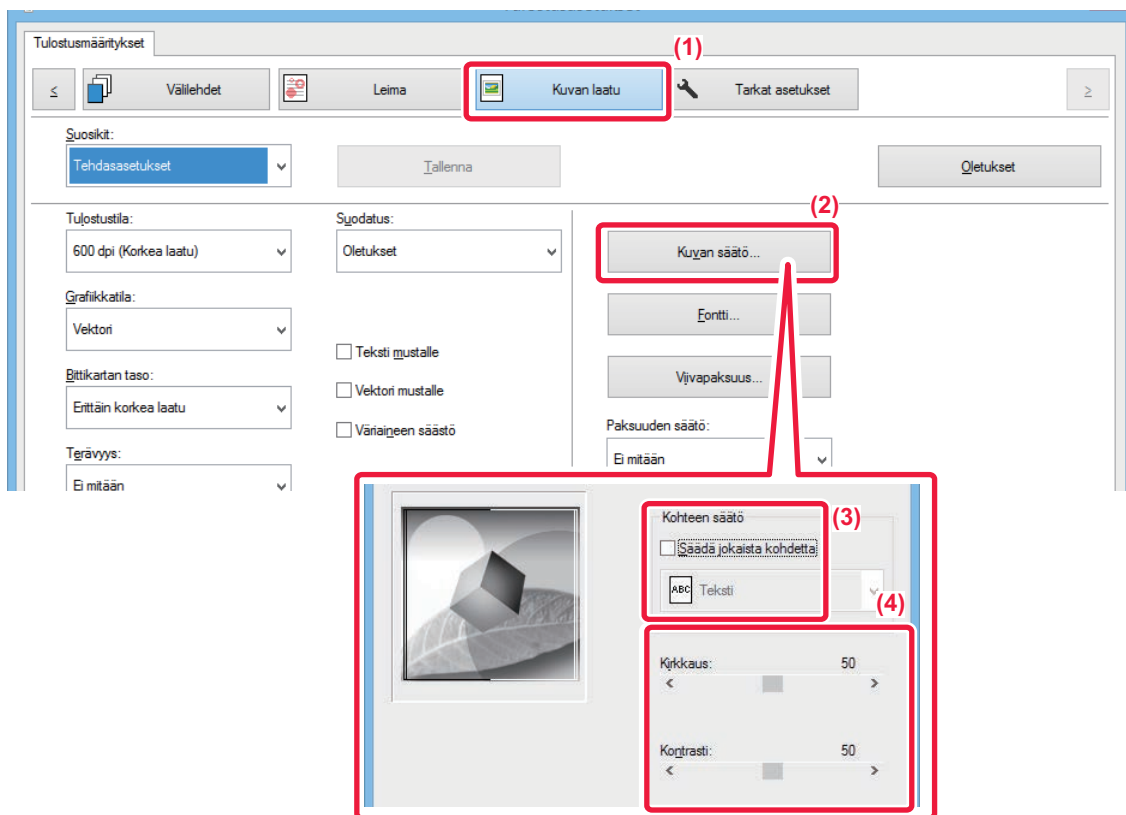 Tulostusmääritykset
(1)
<
Välilehdet
Leima
Kuvan laatu
Tarkat asetukset
>
Suosikit:
Tehdasasetukset
Tallenna
Oletukset
(2)
Tulostustila:
600 dpi (Korkea laatu)
Suodatus:
Oletukset
Kuvan säätö...
Grafiikkatila:
Vektori
Fontti...
Teksti mustalle
Bittikartan taso:
Erittäin korkea laatu
Vektori mustalle
Viivapaksuus...
Väriaineen säästö
Paksuuden säätö:
Ei mitään
Terävyys:
Ei mitään
Kohteen säätö
(3)
Säädä jokaista kohdetta
ABC Teksti
(4)
Kirkkaus: 50
Kontrasti: 50